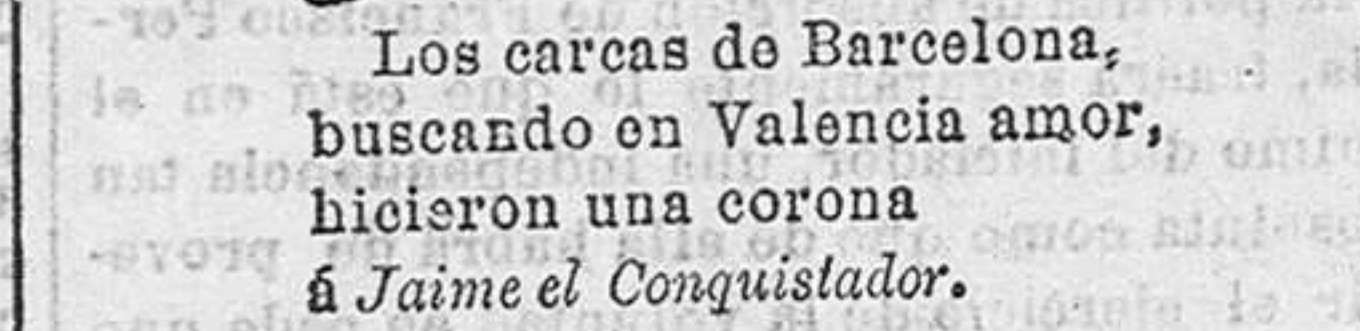 Los carcas de Barcelona,
buscando en Valencia amor,
hicieron una corona
á Jaime el Conquistador.